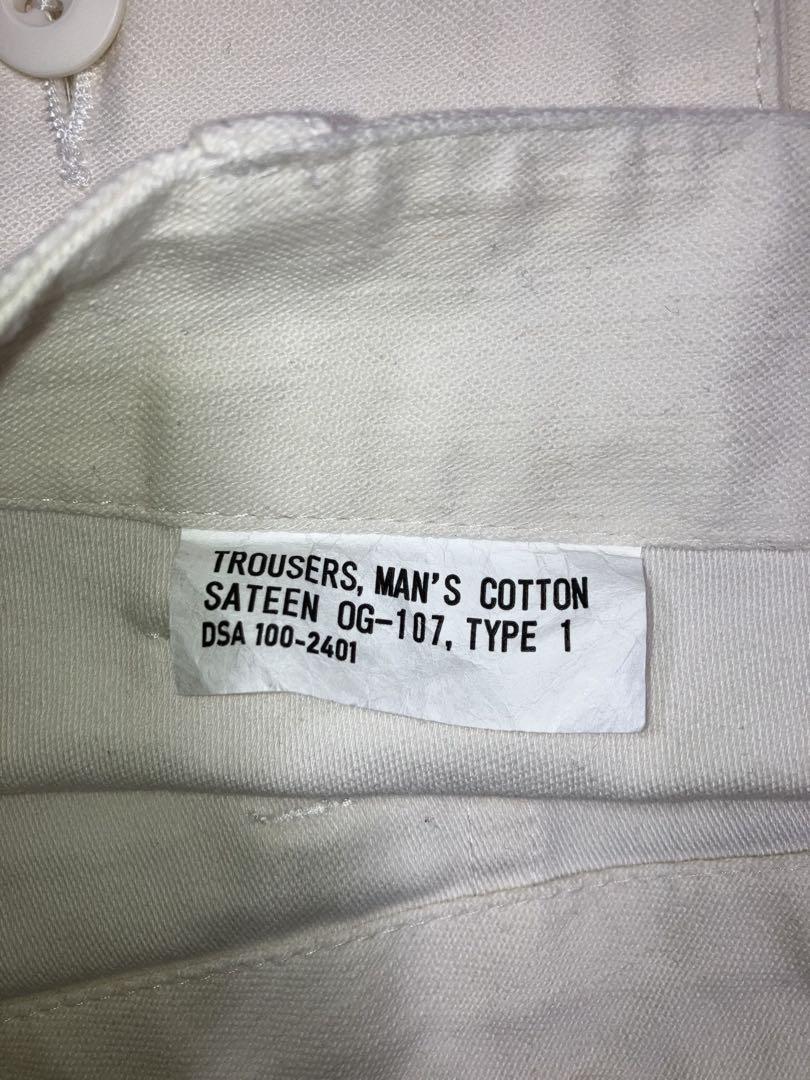 TROUSERS, MAN'S COTTON
SATEEN OG-107, TYPE 1
DSA 100-2401